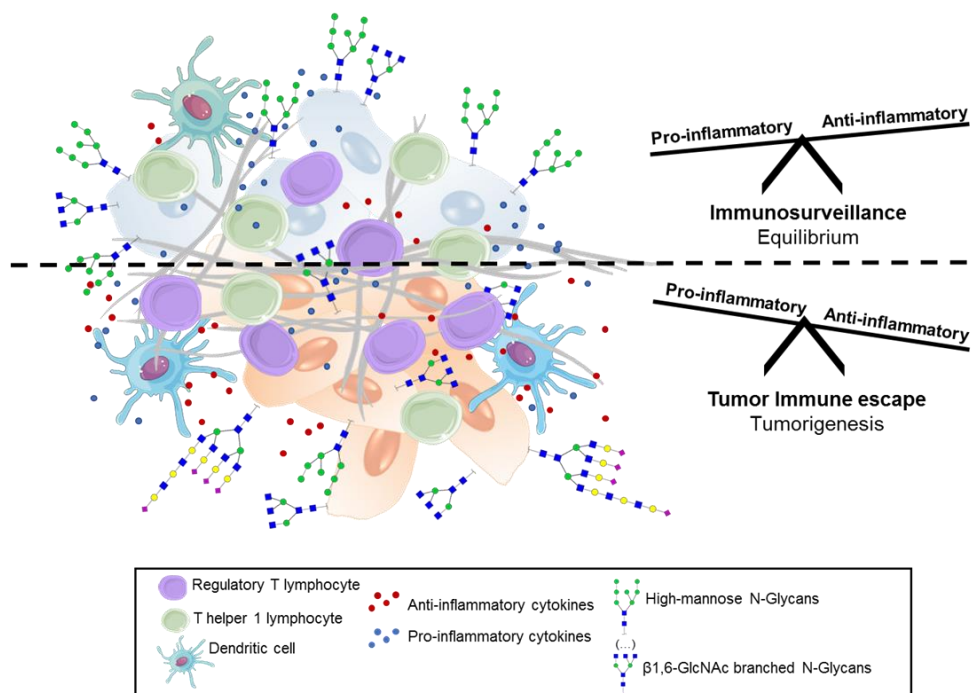 Pro-inflammatory Anti-inflammatory
Immunosurveillance
Equilibrium
Pro-inflammatory Anti-inflammatory
Tumor Immune escape
Tumorigenesis
Regulatory T lymphocyte
T helper 1 lymphocyte
Dendritic cell
Anti-inflammatory cytokines
Pro-inflammatory cytokines
High-mannose N-Glycans
(...)
β1,6-GlcNAc branched N-Glycans